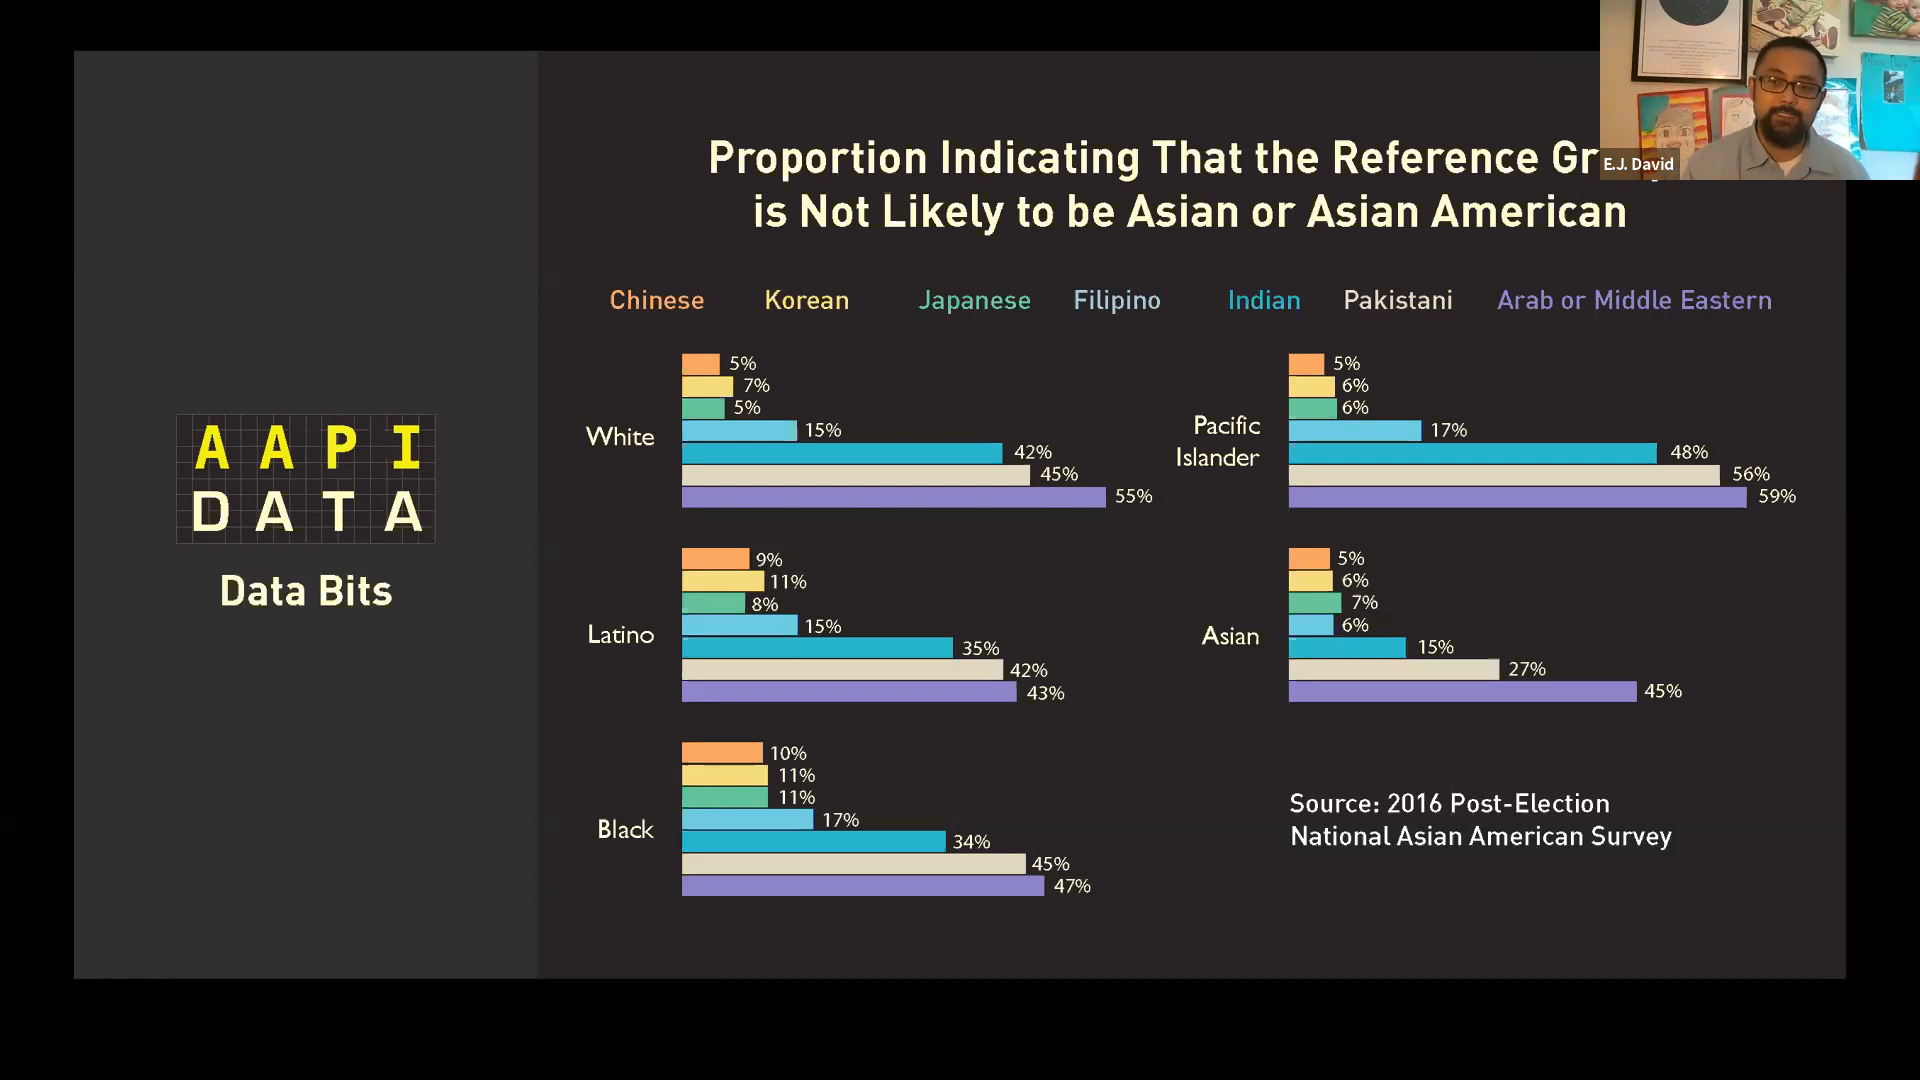 Proportion Indicating That the Reference Gr
is Not Likely to be Asian or Asian American
E.J. David
Chinese Korean Japanese Filipino Indian Pakistani Arab or Middle Eastern
White
5%
7%
5%
15%
42%
45%
55%
Pacific
Islander
5%
6%
6%
17%
48%
56%
59%
AAPI
DATA
Data Bits
Latino
9%
11%
8%
15%
35%
42%
43%
Asian
5%
6%
7%
6%
15%
27%
45%
Black
10%
11%
11%
17%
34%
45%
47%
Source: 2016 Post-Election
National Asian American Survey